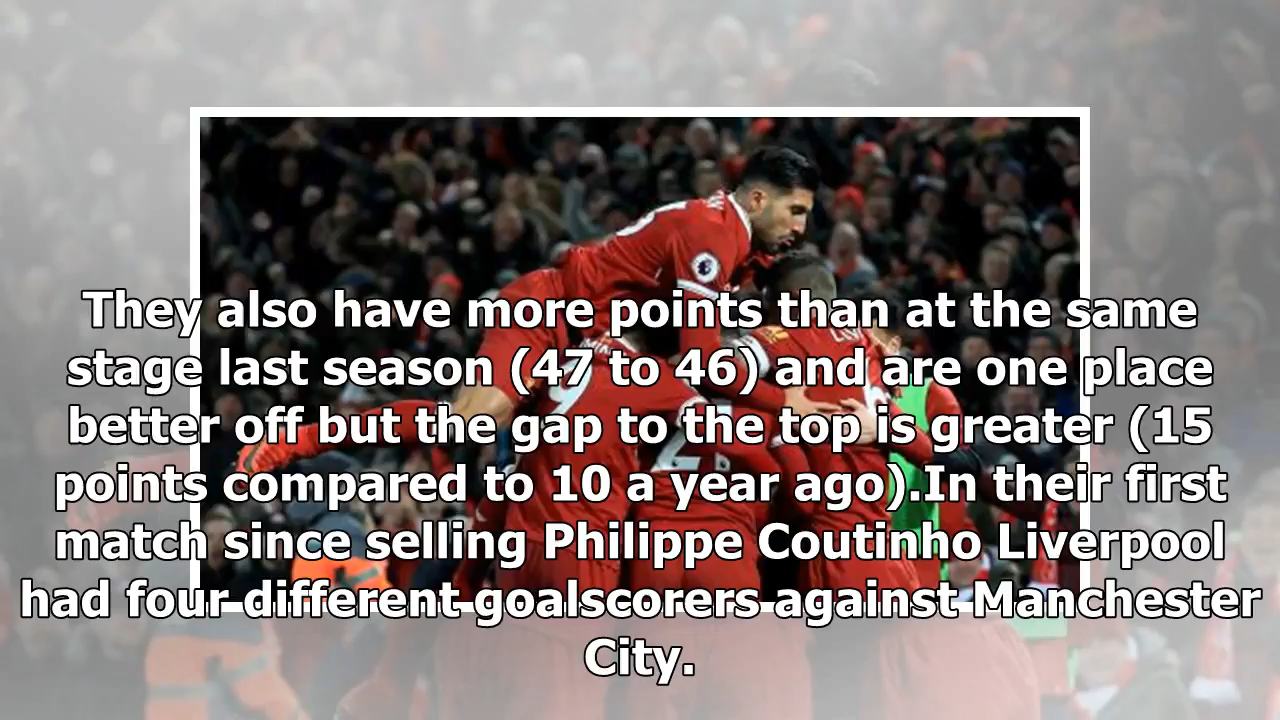 They also have more points than at the same
stage last season (47 to 46) and are one place
better off but the gap to the top is greater (15
points compared to 10 a year ago).In their first
match since selling Philippe Coutinho Liverpool
had four different goalscorers against Manchester
City.